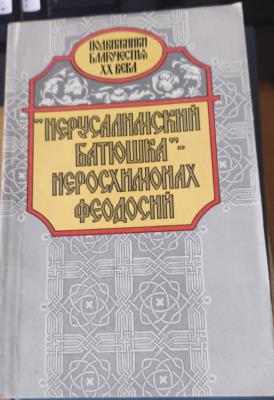 ПОДВИЖНИКИ
БЛАГОЧЕСТИЯ
XX ВЕКА
"ИЕРУСАЛИМСКИЙ
БАТЮШКА"-
ИЕРОСХИМОНАХ
ФЕОДОСИЙ